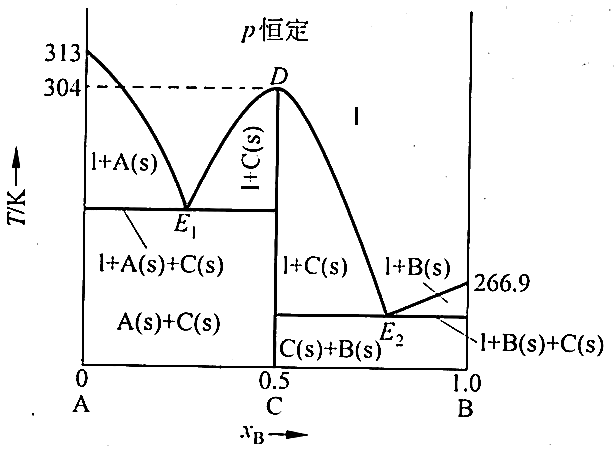 p 恒定
313
304
D
l
l+A(s)
l+C(s)
T/K
E1
l+A(s)+C(s)
l+C(s)
l+B(s)
266.9
A(s)+C(s)
E2
C(s)+B(s)
l+B(s)+C(s)
0
0.5
1.0
A
C
B
xB